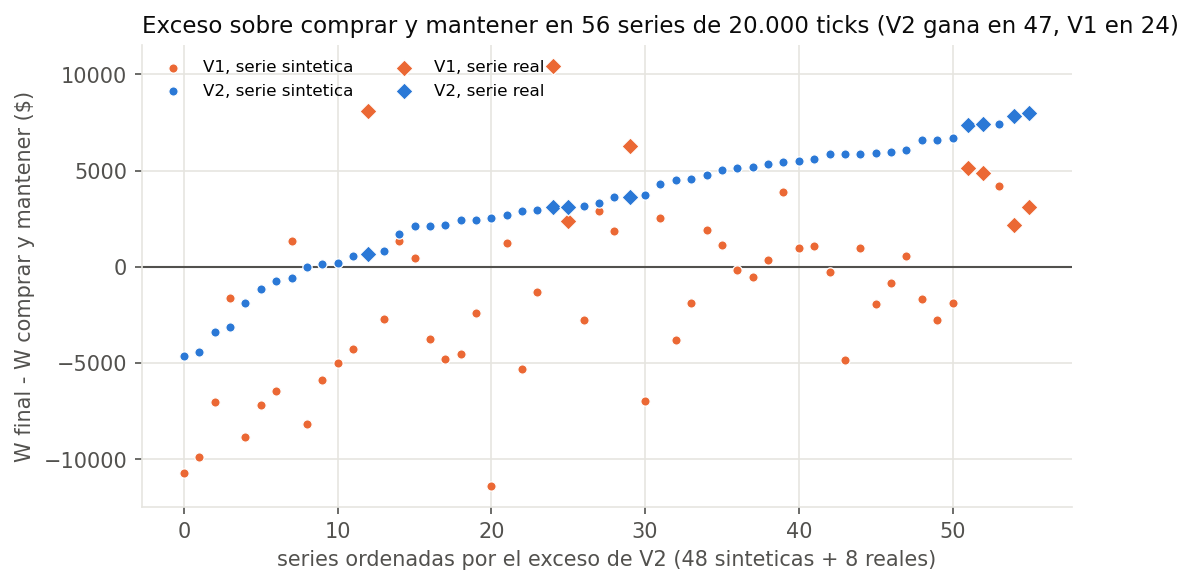 Exceso sobre comprar y mantener en 56 series de 20.000 ticks (V2 gana en 47, V1 en 24)
V1, serie sintetica
V2, serie sintetica
V1, serie real
V2, serie real
W final - W comprar y mantener ($)
10000
5000
0
−5000
−10000
0
10
20
30
40
50
series ordenadas por el exceso de V2 (48 sinteticas + 8 reales)